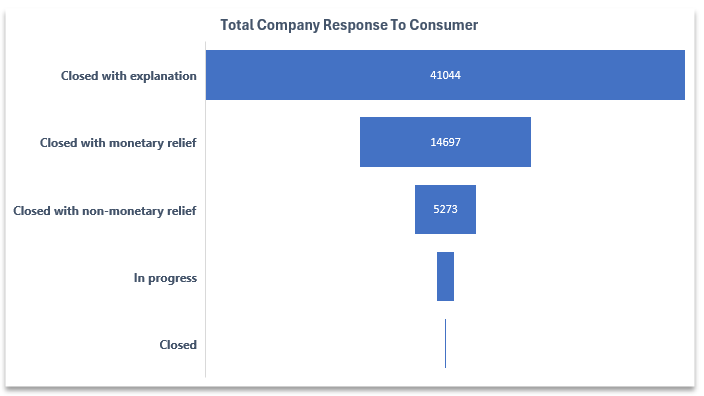 Total Company Response To Consumer
Closed with explanation
41044
Closed with monetary relief
14697
Closed with non-monetary relief
5273
In progress
Closed